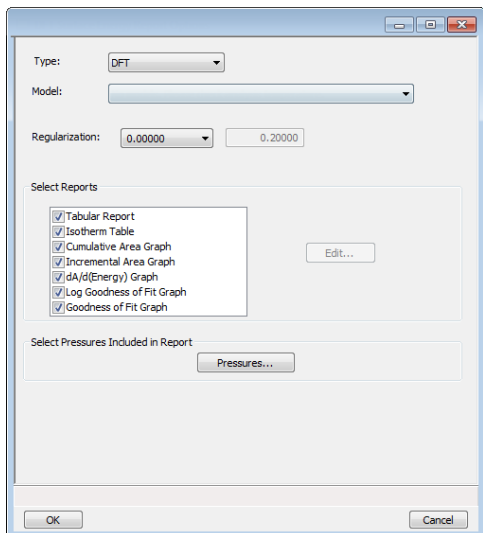 Type: DFT
Model:
Regularization: 0.00000 0.20000
Select Reports
Tabular Report
Isotherm Table
Cumulative Area Graph
Incremental Area Graph
dA/d(Energy) Graph
Log Goodness of Fit Graph
Goodness of Fit Graph
Edit...
Select Pressures Included in Report
Pressures...
OK Cancel